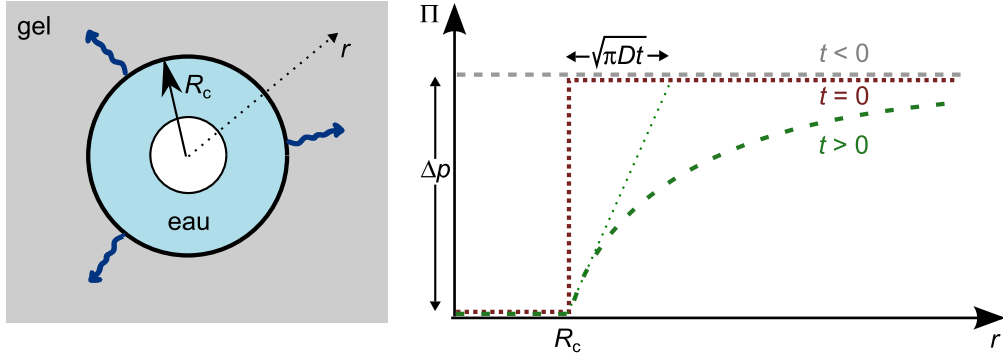 gel
r
R_c
eau
Π
√πDt
t < 0
t = 0
t > 0
Δp
R_c
r